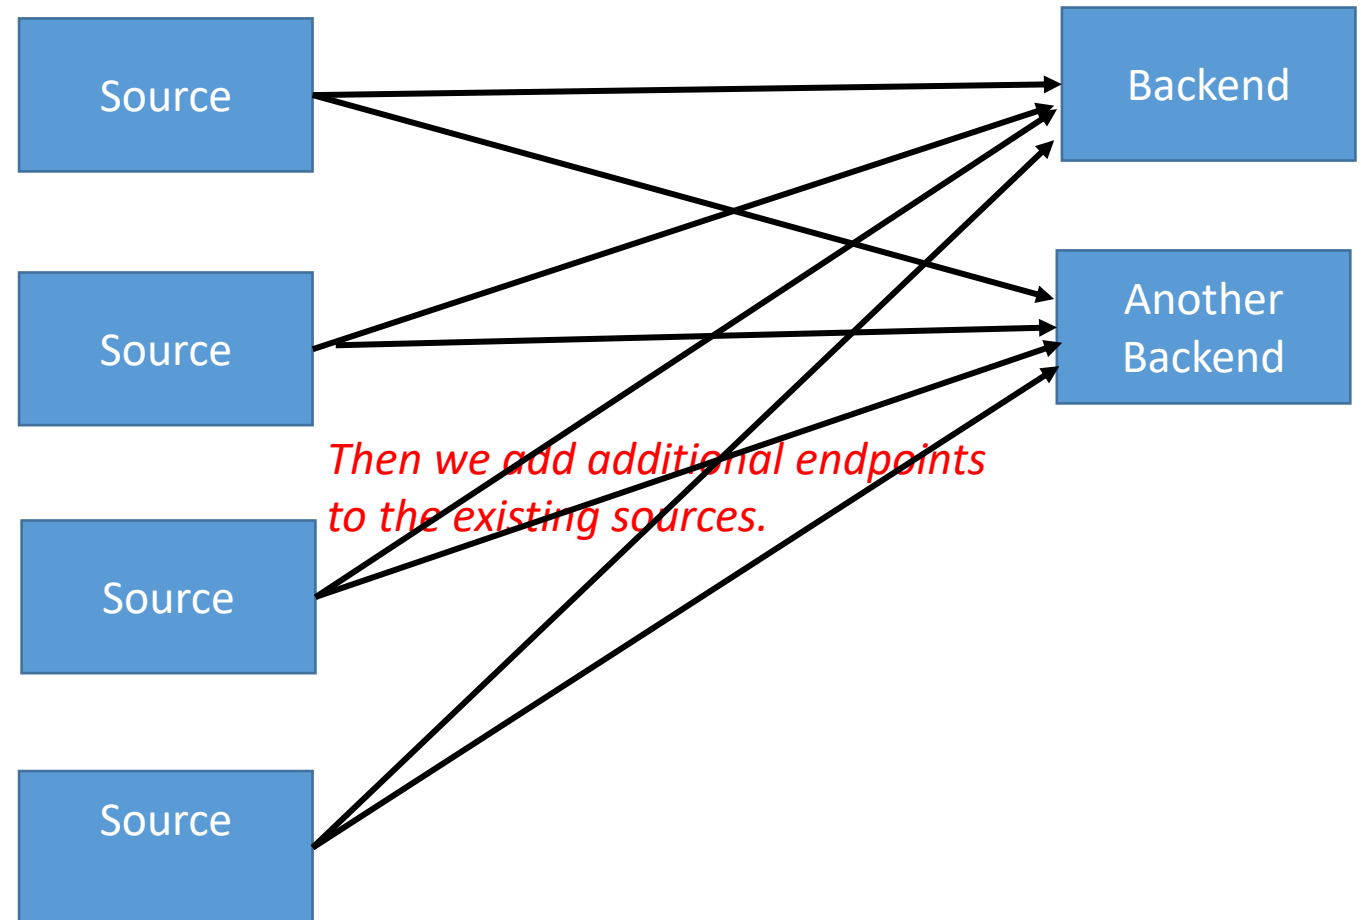 Source
Backend
Source
Another
Backend
Then we add additional endpoints
to the existing sources.
Source
Source